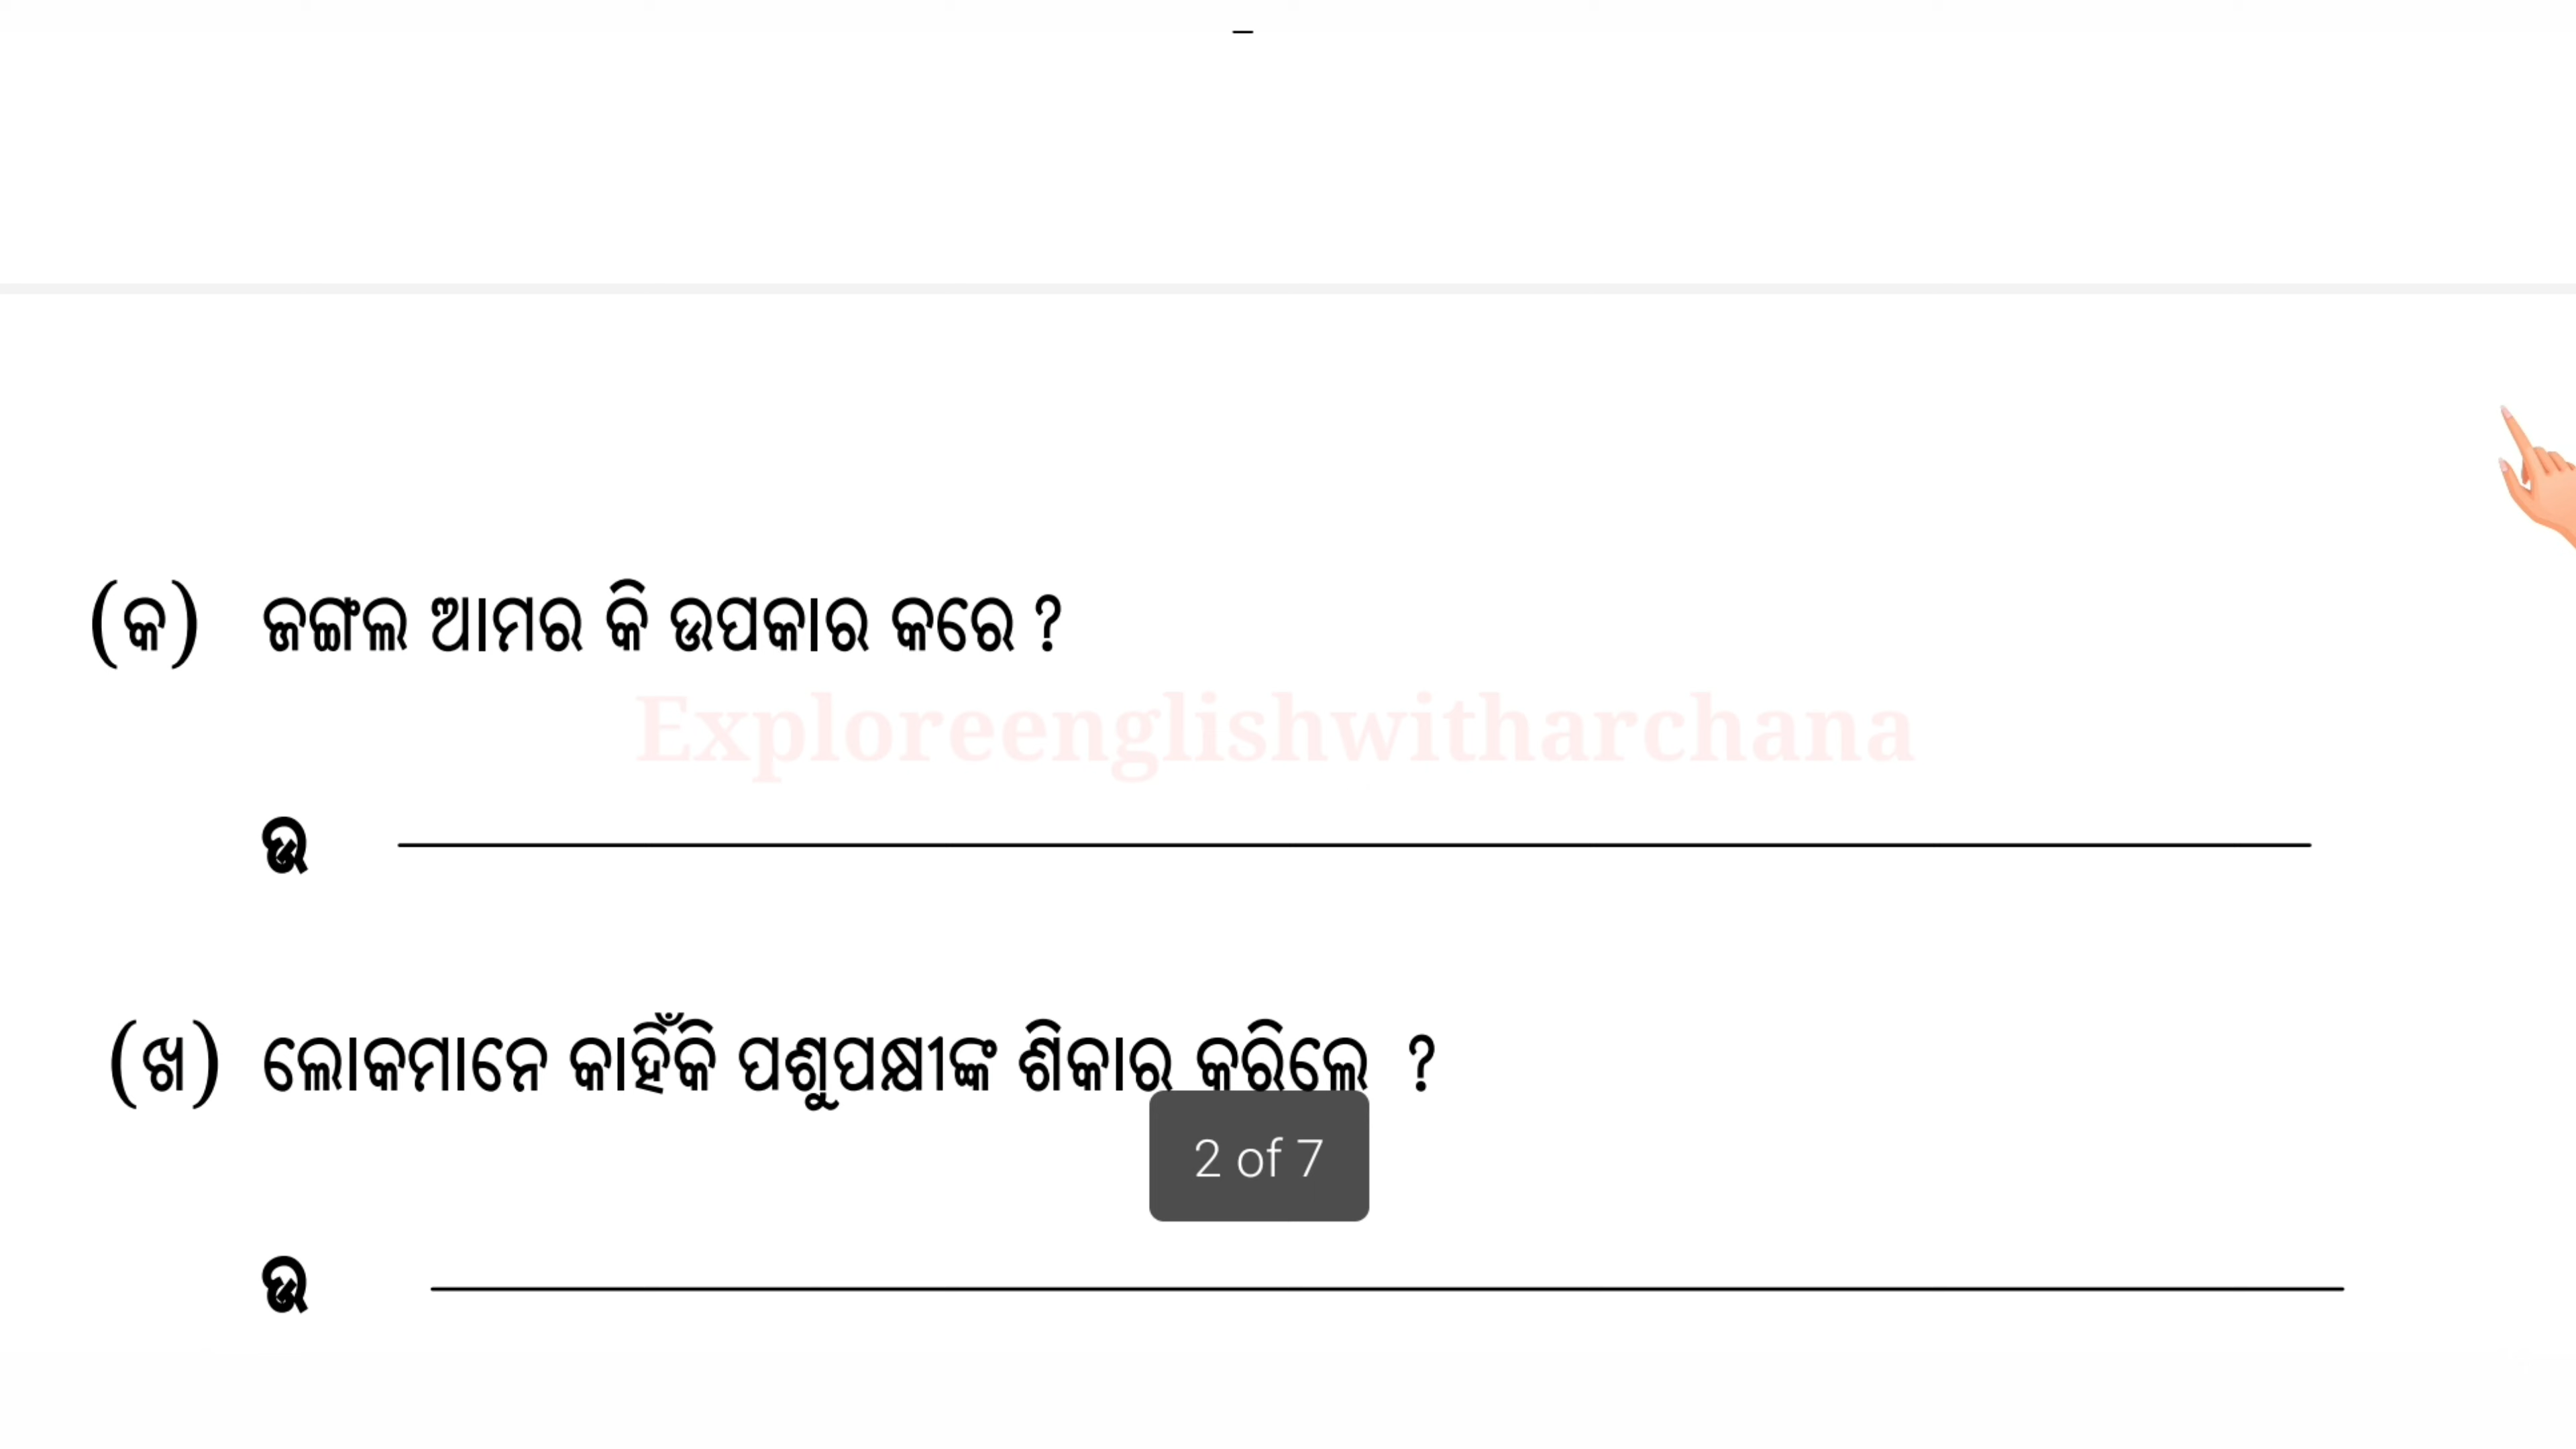 (କ) ଜଙ୍ଗଲ ଆମର କି ଉପକାର କରେ ?
Exploreenglishwitharchana
ଉ
(ଖ) ଲୋକମାନେ କାହିଁକି ପଶୁପକ୍ଷୀଙ୍କ ଶିକାର କରିଲେ ?
2 of 7
ଉ